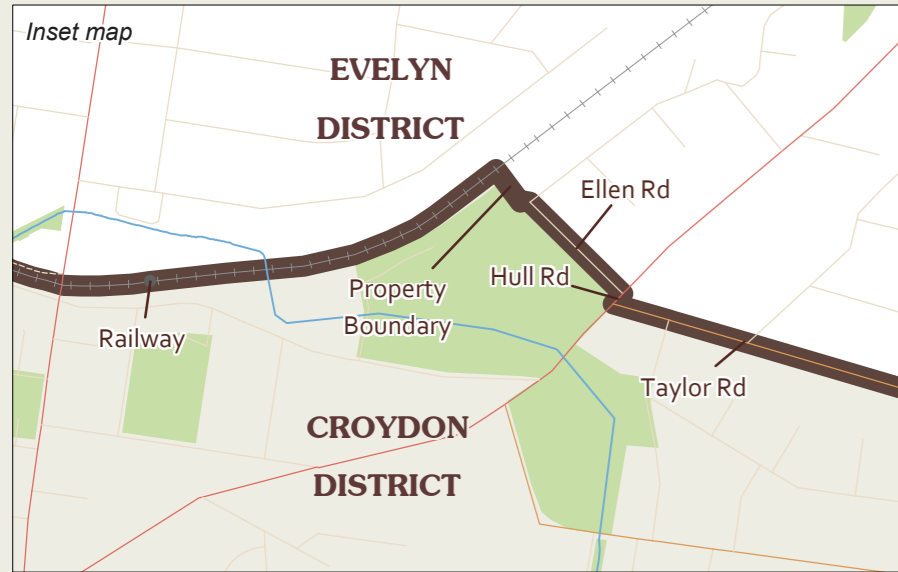 Inset map
EVELYN
DISTRICT
Ellen Rd
Hull Rd
Property
Boundary
Railway
Taylor Rd
CROYDON
DISTRICT